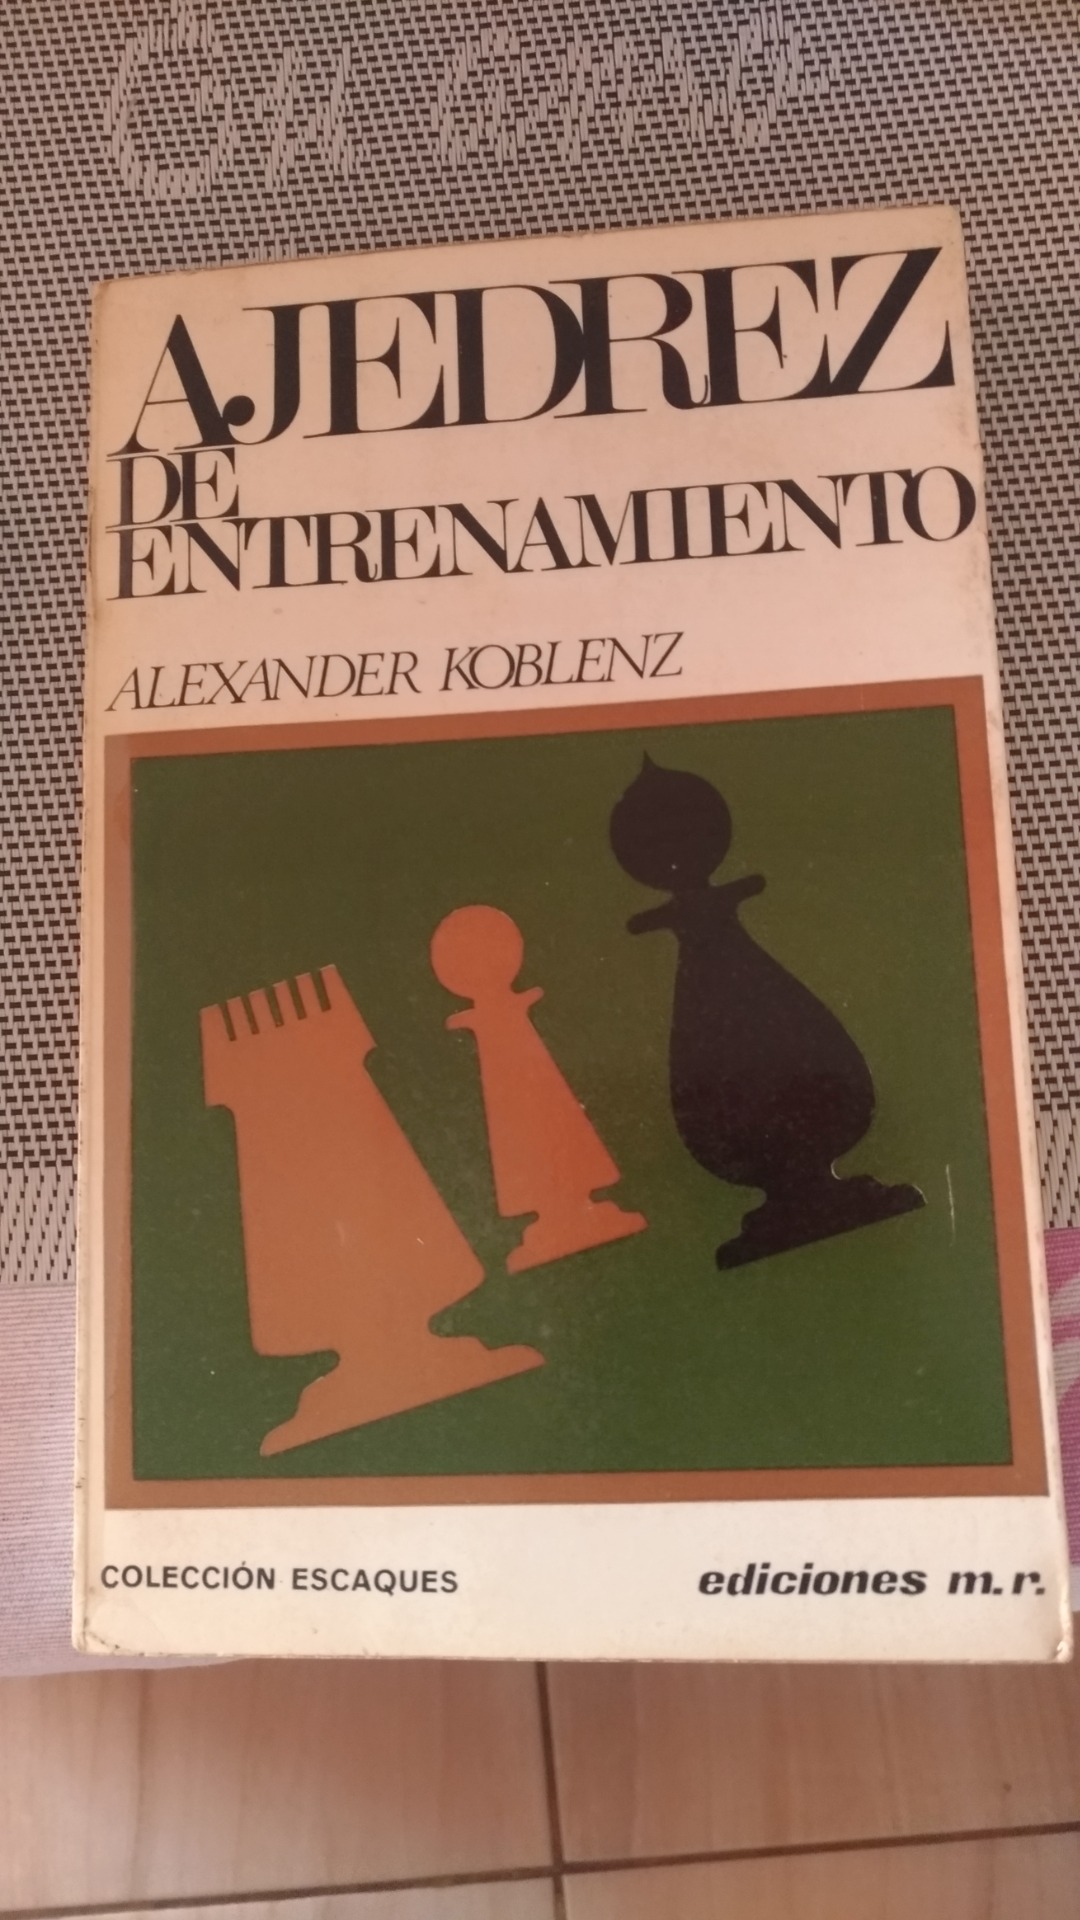 AJEDREZ
DE
ENTRENAMIENTO
ALEXANDER KOBLENZ
COLECCIÓN ESCAQUES
ediciones m.r.